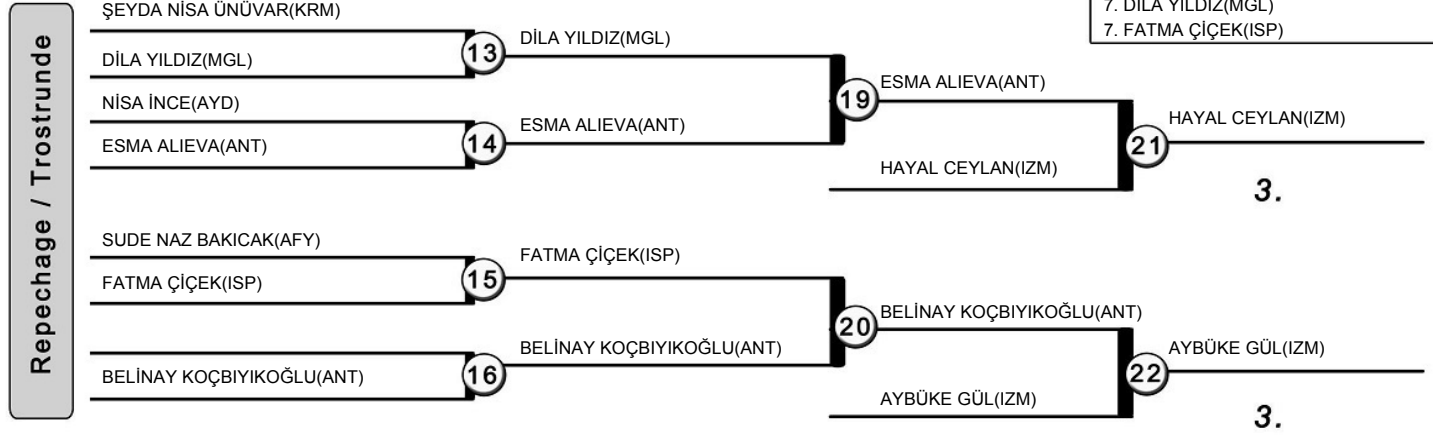 ŞEYDA NİSA ÜNÜVAR(KRM)
7. DİLA YILDIZ(MGL)
7. FATMA ÇİÇEK(ISP)
Repechage / Trostrunde
13
DİLA YILDIZ(MGL)
DİLA YILDIZ(MGL)
19
ESMA ALIEVA(ANT)
NİSA İNCE(AYD)
14
ESMA ALIEVA(ANT)
ESMA ALIEVA(ANT)
21
HAYAL CEYLAN(IZM)
HAYAL CEYLAN(IZM)
3.
SUDE NAZ BAKICAK(AFY)
15
FATMA ÇİÇEK(ISP)
FATMA ÇİÇEK(ISP)
20
BELİNAY KOÇBIYIKOĞLU(ANT)
16
BELİNAY KOÇBIYIKOĞLU(ANT)
BELİNAY KOÇBIYIKOĞLU(ANT)
22
AYBÜKE GÜL(IZM)
AYBÜKE GÜL(IZM)
3.